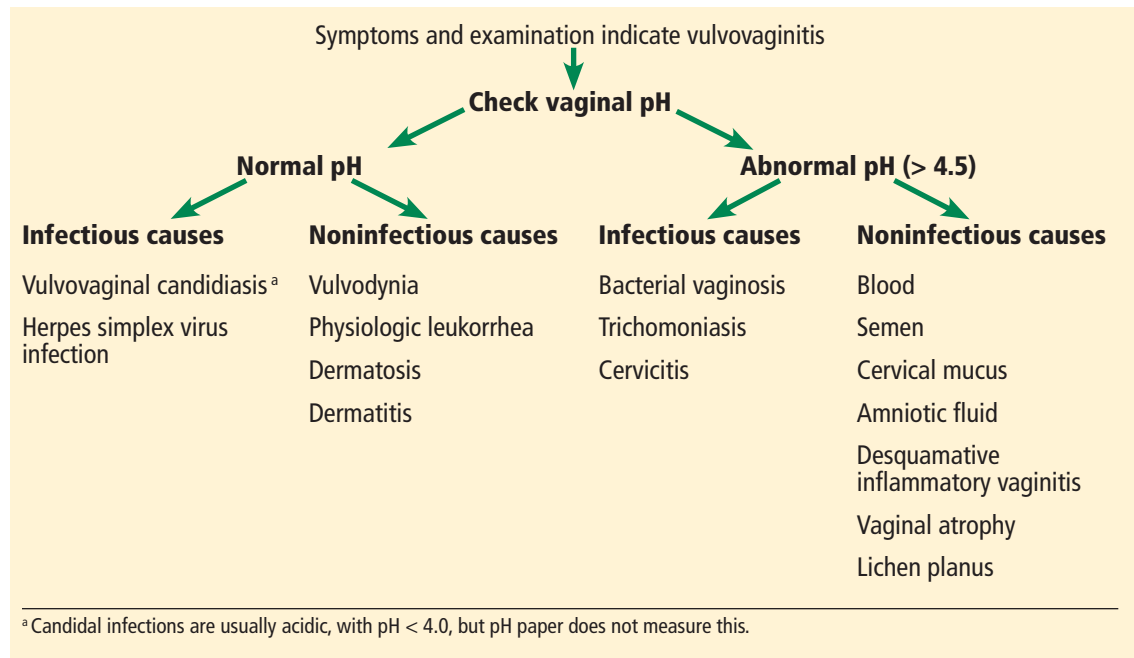 Symptoms and examination indicate vulvovaginitis
Check vaginal pH
Normal pH
Abnormal pH (> 4.5)
Infectious causes
Vulvovaginal candidiasis a
Herpes simplex virus
infection
Noninfectious causes
Vulvodynia
Physiologic leukorrhea
Dermatosis
Dermatitis
Infectious causes
Bacterial vaginosis
Trichomoniasis
Cervicitis
Noninfectious causes
Blood
Semen
Cervical mucus
Amniotic fluid
Desquamative
inflammatory vaginitis
Vaginal atrophy
Lichen planus
a Candidal infections are usually acidic, with pH < 4.0, but pH paper does not measure this.